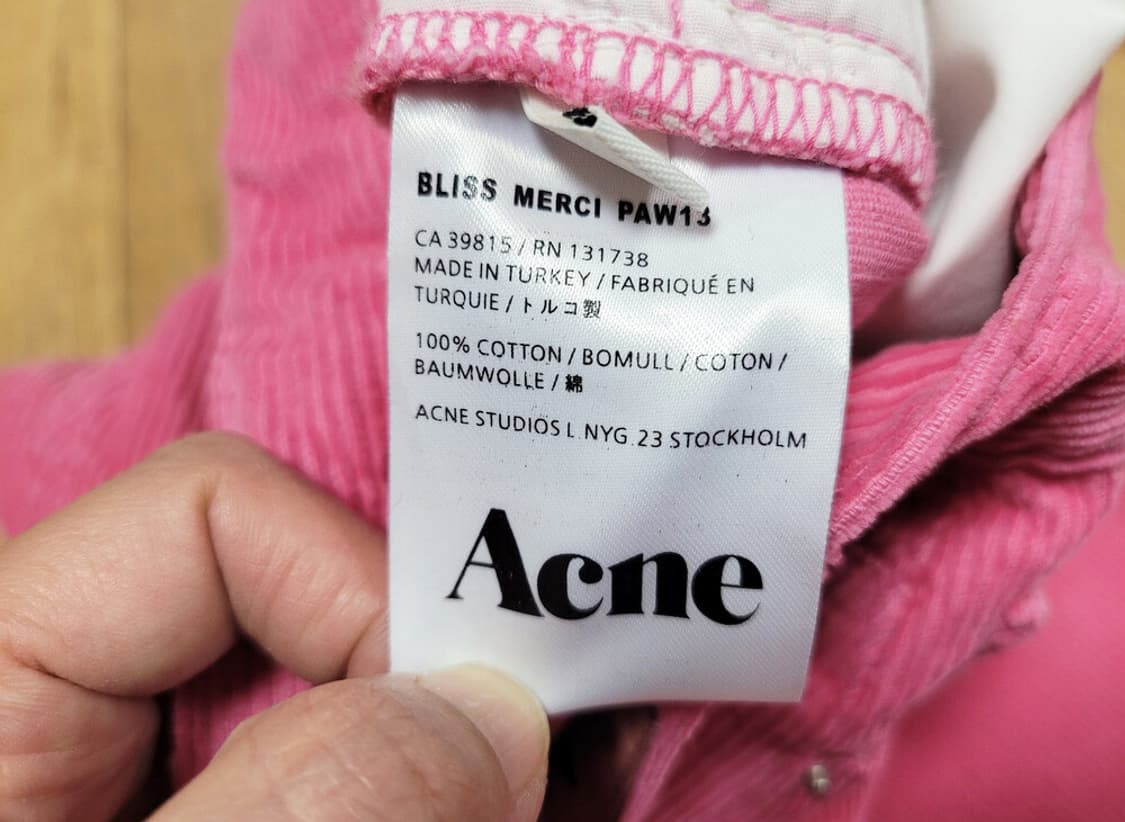 BLISS MERCI PAW13
CA 39815 / RN 131738
MADE IN TURKEY / FABRIQUÉ EN
TURQUIE / トルコ製
100% COTTON / BOMULL / COTON /
BAUMWOLLE / 綿
ACNE STUDIOS L.NYG.23 STOCKHOLM
Acne